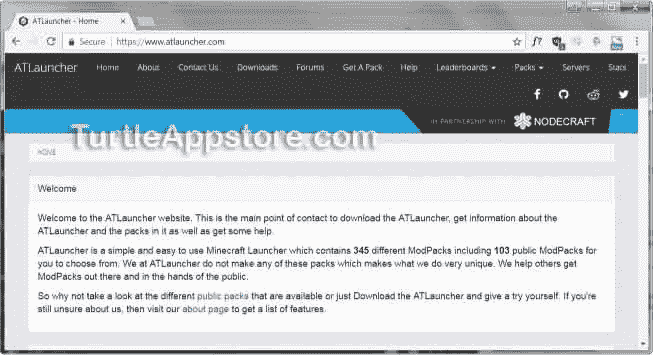 ATLauncher - Home
Secure https://www.atlauncher.com
ATLauncher Home About Contact Us Downloads Forums Get A Pack Help Leaderboards Packs Servers Stats
IN PARTNERSHIP WITH NODECRAFT
TurtleAppstore.com
HOME
Welcome
Welcome to the ATLauncher website. This is the main point of contact to download the ATLauncher, get information about the
ATLauncher and the packs in it as well as get some help.
ATLauncher is a simple and easy to use Minecraft Launcher which contains 345 different ModPacks including 103 public ModPacks for
you to choose from. We at ATLauncher do not make any of these packs which makes what we do very unique. We help others get
ModPacks out there and in the hands of the public.
So why not take a look at the different public packs that are available or just Download the ATLauncher and give a try yourself. If you're
still unsure about us, then visit our about page to get a list of features.